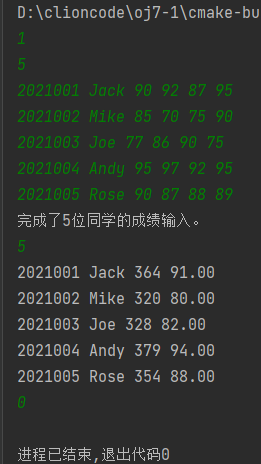 D:\clioncode\oj7-1\cmake-bu
1
5
2021001 Jack 90 92 87 95
2021002 Mike 85 70 75 90
2021003 Joe 77 86 90 75
2021004 Andy 95 97 92 95
2021005 Rose 90 87 88 89
完成了5位同学的成绩输入。
5
2021001 Jack 364 91.00
2021002 Mike 320 80.00
2021003 Joe 328 82.00
2021004 Andy 379 94.00
2021005 Rose 354 88.00
0
进程已结束,退出代码0